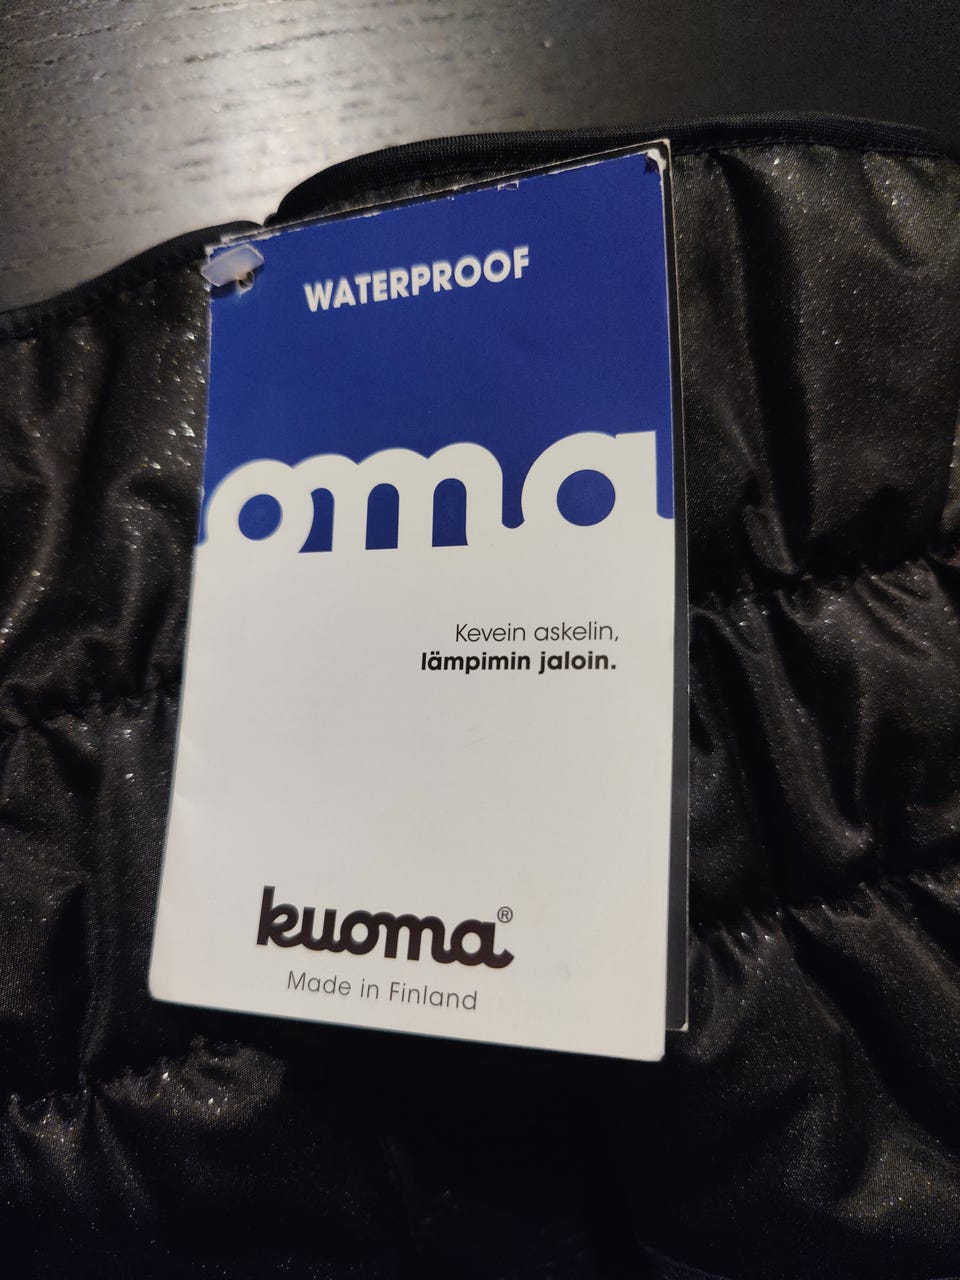 WATERPROOF
oma
Kevein askelin,
lämpimin jaloin.
kuoma®
Made in Finland